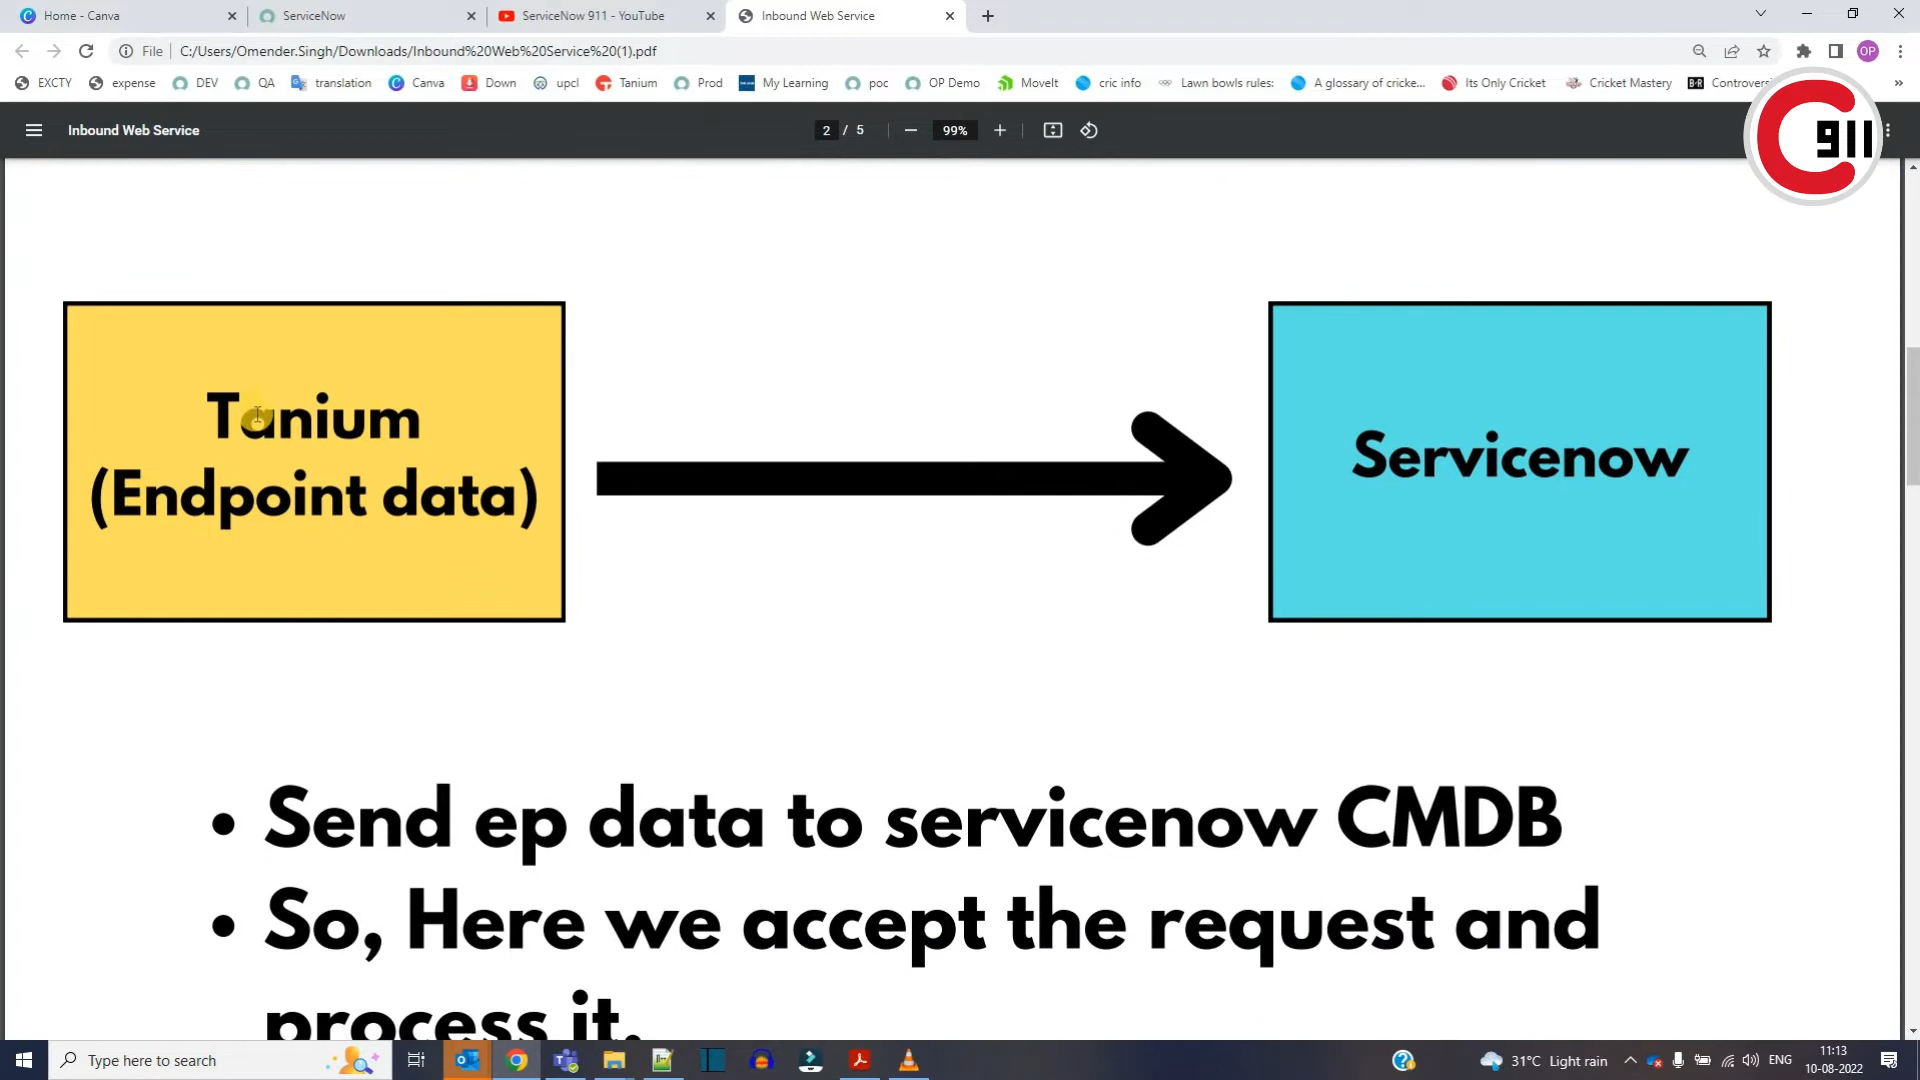 Home - Canva
ServiceNow
ServiceNow 911 - YouTube
Inbound Web Service
File
C:/Users/Omender.Singh/Downloads/Inbound%20Web%20Service%20(1).pdf
OP
EXCTY
expense
DEV
QA
translation
Canva
Down
upcl
Tanium
Prod
My Learning
poc
OP Demo
MoveIt
cric info
Lawn bowls rules:
A glossary of cricke...
Its Only Cricket
B·R
Cricket Mastery
C 911
Inbound Web Service
2 / 5
99%
Tanium
(Endpoint data)
Servicenow
• Send ep data to servicenow CMDB
• So, Here we accept the request and
process it.
Type here to search
31°C Light rain
ENG
11:13
10-08-2022